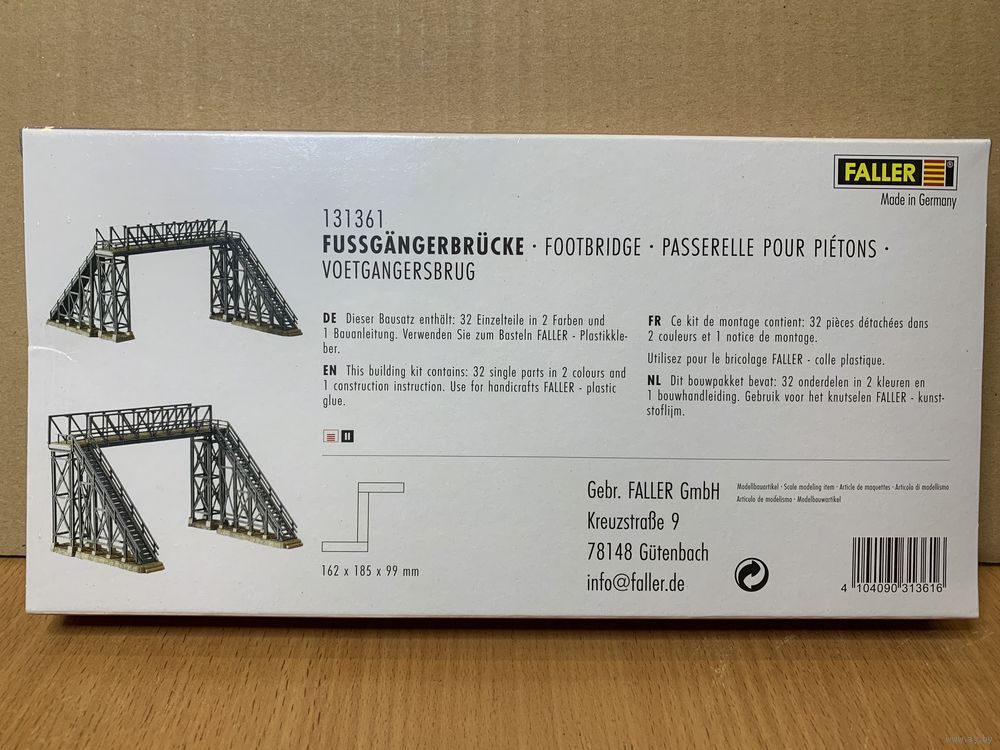 FALLER
Made in Germany
131361
FUSSGÄNGERBRÜCKE · FOOTBRIDGE · PASSERELLE POUR PIÉTONS ·
VOETGANGERSBRUG
DE Dieser Bausatz enthält: 32 Einzelteile in 2 Farben und
1 Bauanleitung. Verwenden Sie zum Basteln FALLER - Plastikkle-
ber.
EN This building kit contains: 32 single parts in 2 colours and
1 construction instruction. Use for handicrafts FALLER - plastic
glue.
FR Ce kit de montage contient: 32 pièces détachées dans
2 couleurs et 1 notice de montage.
Utilisez pour le bricolage FALLER - colle plastique.
NL Dit bouwpakket bevat: 32 onderdelen in 2 kleuren en
1 bouwhandleiding. Gebruik voor het knutselen FALLER - kunst-
stoflijm.
II
162 x 185 x 99 mm
Gebr. FALLER GmbH
Kreuzstraße 9
78148 Gütenbach
info@faller.de
Modellbauartikel · Scale modeling item · Article de maquettes · Articolo di modellismo
Artículo de modelismo · Modelbouwartikel
4 104090 313616